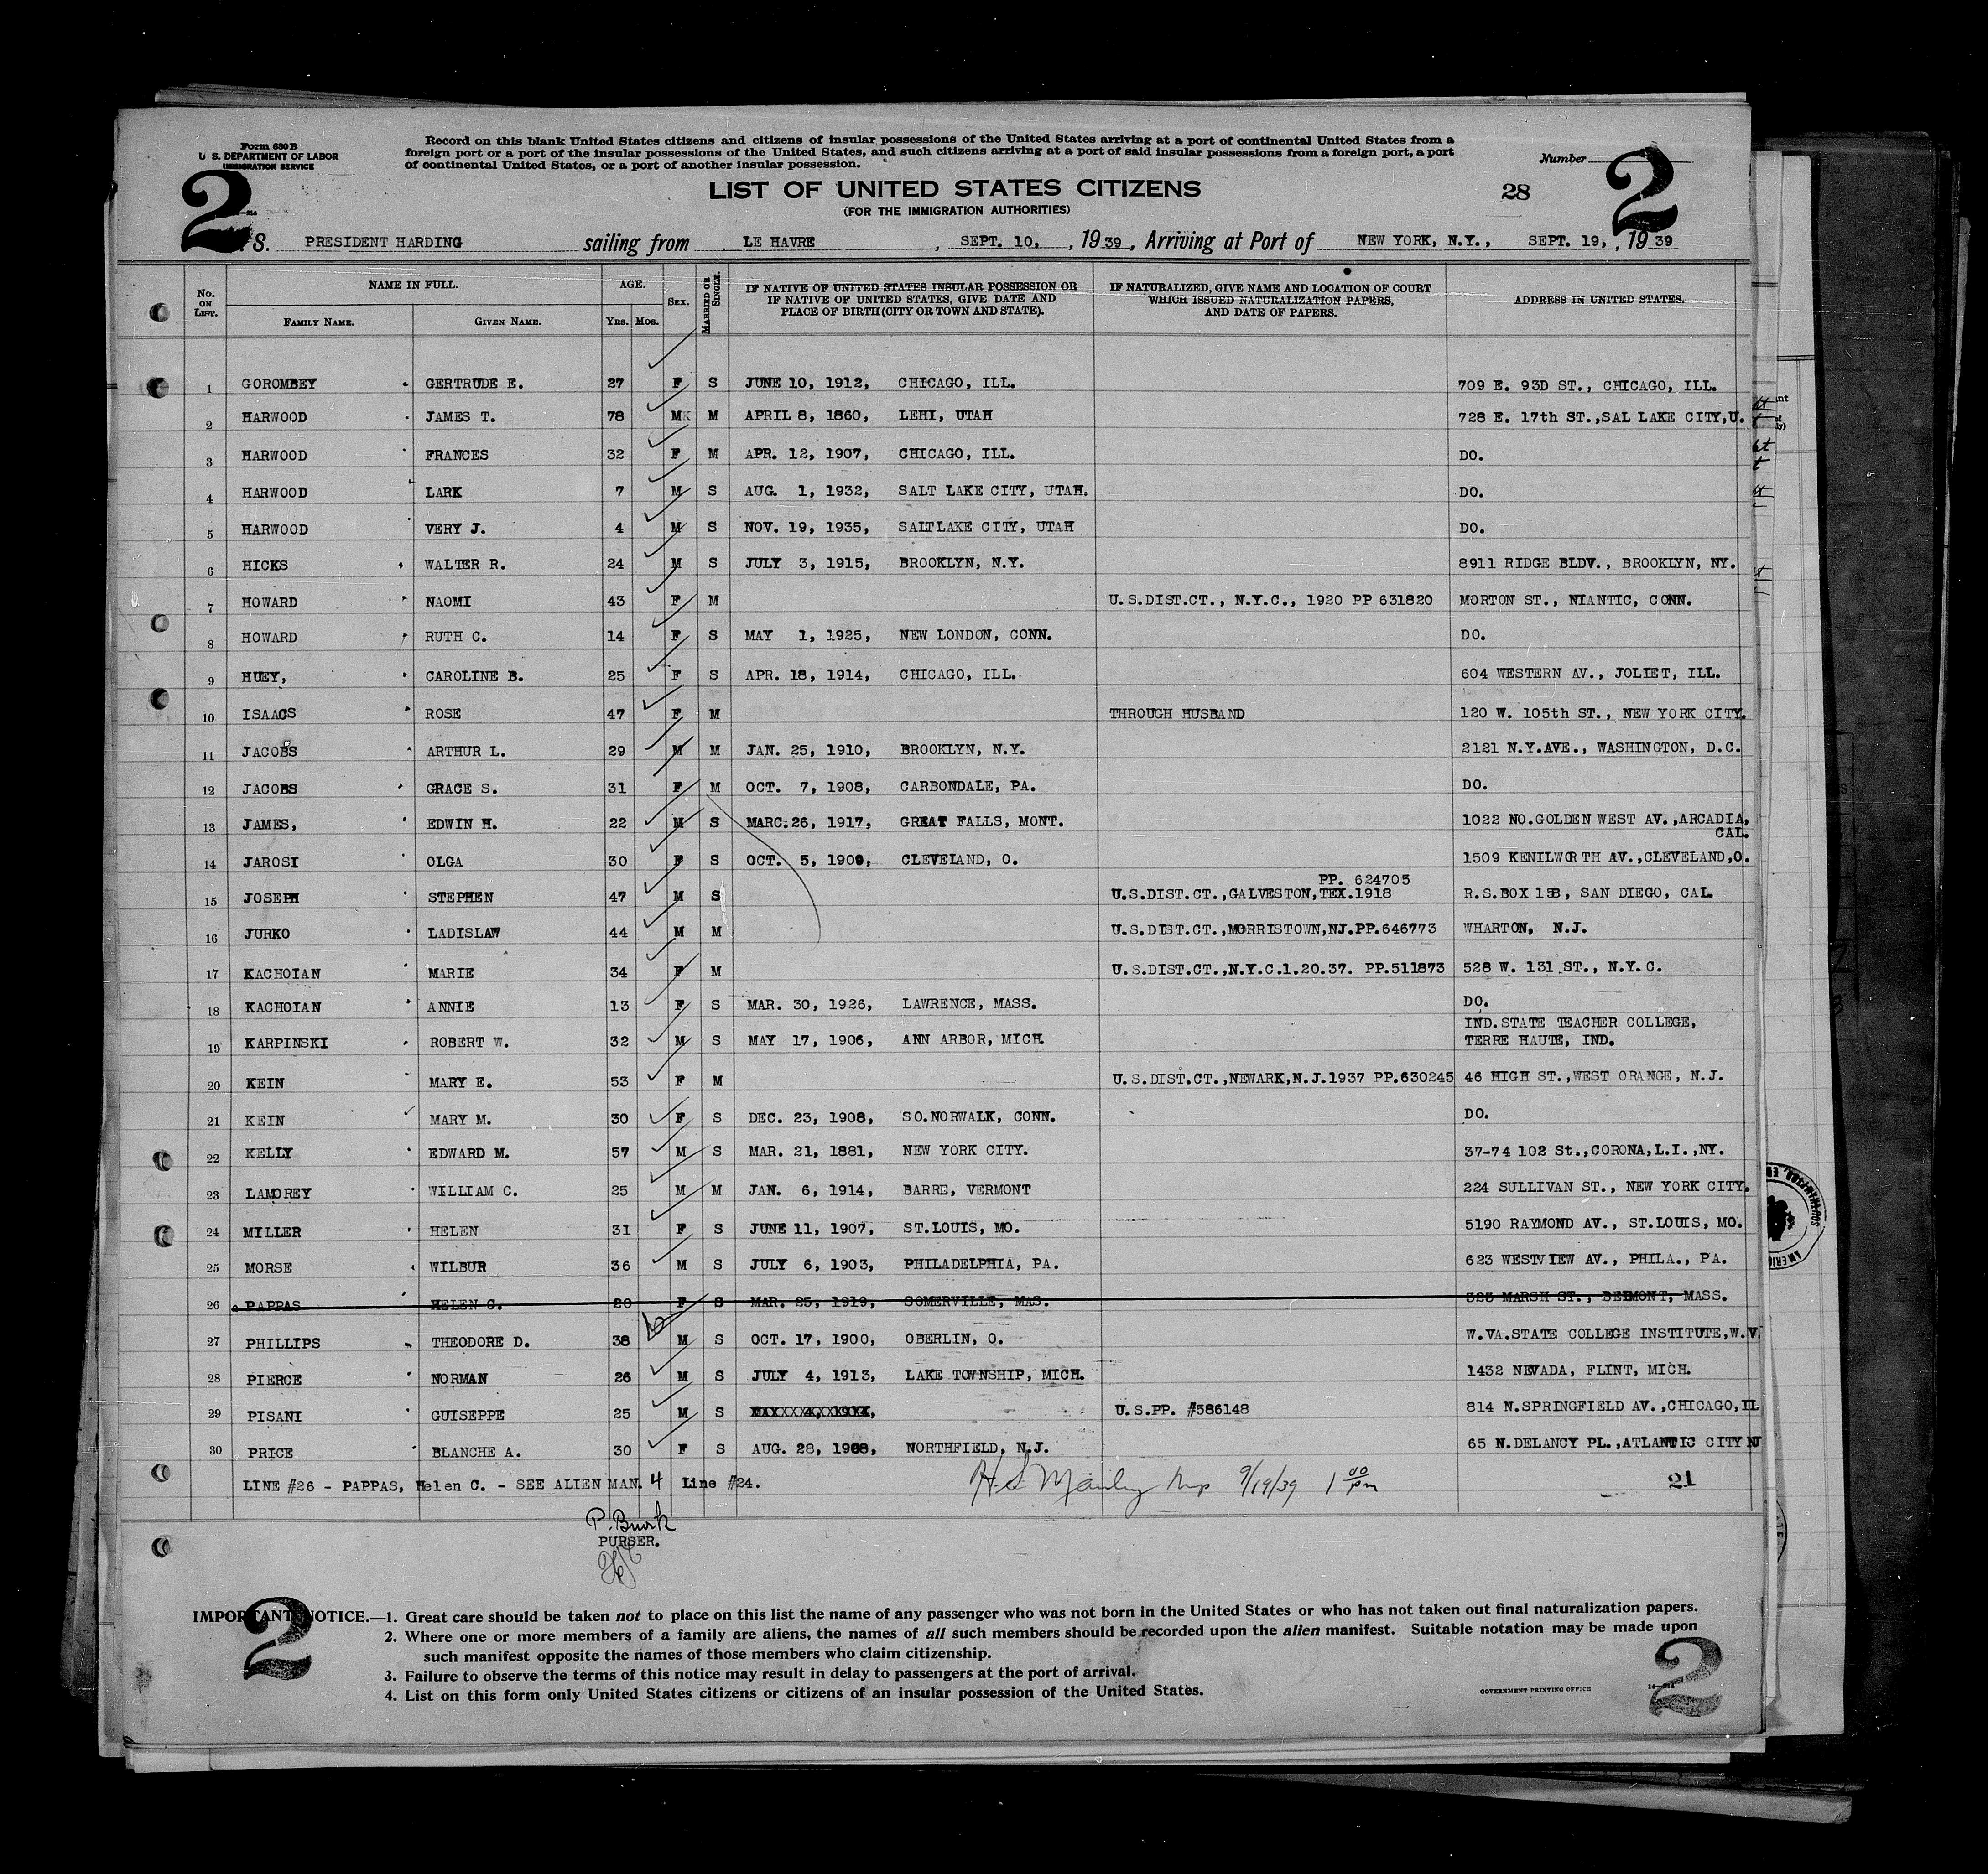 Form 630 B
U. S. DEPARTMENT OF LABOR
IMMIGRATION SERVICE
Record on this blank United States citizens and citizens of insular possessions of the United States arriving at a port of continental United States from a
foreign port or a port of the insular possessions of the United States, and such citizens arriving at a port of said insular possessions from a foreign port, a port
of continental United States, or a port of another insular possession.
Number
2
2
LIST OF UNITED STATES CITIZENS
28
(FOR THE IMMIGRATION AUTHORITIES)
S. PRESIDENT HARDING sailing from LE HAVRE, SEPT. 10, 1939, Arriving at Port of NEW YORK, N.Y., SEPT. 19, 1939
No. ON LIST. NAME IN FULL. FAMILY NAME. GIVEN NAME. AGE. YRS. MOS. SEX. MARRIED OR SINGLE. IF NATIVE OF UNITED STATES INSULAR POSSESSION OR IF NATIVE OF UNITED STATES, GIVE DATE AND PLACE OF BIRTH (CITY OR TOWN AND STATE). IF NATURALIZED, GIVE NAME AND LOCATION OF COURT WHICH ISSUED NATURALIZATION PAPERS, AND DATE OF PAPERS. ADDRESS IN UNITED STATES.
1 GOROMBEY GERTRUDE E. 27 F S JUNE 10, 1912, CHICAGO, ILL. 709 E. 93D ST., CHICAGO, ILL.
2 HARWOOD JAMES T. 78 M M APRIL 8, 1860, LEHI, UTAH 728 E. 17th ST.,SAL LAKE CITY,U.
3 HARWOOD FRANCES 32 F M APR. 12, 1907, CHICAGO, ILL. DO.
4 HARWOOD LARK 7 M S AUG. 1, 1932, SALT LAKE CITY, UTAH. DO.
5 HARWOOD VERY J. 4 M S NOV. 19, 1935, SALTLAKE CITY, UTAH DO.
6 HICKS WALTER R. 24 M S JULY 3, 1915, BROOKLYN, N.Y. 8911 RIDGE BLDV., BROOKLYN, NY.
7 HOWARD NAOMI 43 F M U.S.DIST.CT., N.Y.C., 1920 PP 631820 MORTON ST., NIANTIC, CONN.
8 HOWARD RUTH C. 14 F S MAY 1, 1925, NEW LONDON, CONN. DO.
9 HUEY, CAROLINE B. 25 F S APR. 18, 1914, CHICAGO, ILL. 604 WESTERN AV., JOLIET, ILL.
10 ISAACS ROSE 47 F M THROUGH HUSBAND 120 W. 105th ST., NEW YORK CITY.
11 JACOBS ARTHUR L. 29 M M JAN. 25, 1910, BROOKLYN, N.Y. 2121 N.Y.AVE., WASHINGTON, D.C.
12 JACOBS GRACE S. 31 F M OCT. 7, 1908, CARBONDALE, PA. DO.
13 JAMES, EDWIN H. 22 M S MARC.26, 1917, GREAT FALLS, MONT. 1022 NO.GOLDEN WEST AV.,ARCADIA,
CAL.
14 JAROSI OLGA 30 F S OCT. 5, 1909, CLEVELAND, O. 1509 KENILWORTH AV.,CLEVELAND,O.
PP. 624705
15 JOSEPH STEPHEN 47 M S U.S.DIST.CT.,GALVESTON,TEX.1918 R.S.BOX 15B, SAN DIEGO, CAL.
16 JURKO LADISLAW 44 M M U.S.DIST.CT.,MORRISTOWN,NJ.PP.646773 WHARTON, N.J.
17 KACHOIAN MARIE 34 F M U.S.DIST.CT.,N.Y.C.1.20.37. PP.511873 528 W. 131 ST., N.Y.C.
18 KACHOIAN ANNIE 13 F S MAR. 30, 1926, LAWRENCE, MASS. DO.
IND.STATE TEACHER COLLEGE,
19 KARPINSKI ROBERT W. 32 M S MAY 17, 1906, ANN ARBOR, MICH. TERRE HAUTE, IND.
20 KEIN MARY E. 53 F M U.S.DIST.CT.,NEWARK,N.J.1937 PP.630245 46 HIGH ST.,WEST ORANGE, N.J.
21 KEIN MARY M. 30 F S DEC. 23, 1908, SO.NORWALK, CONN. DO.
22 KELLY EDWARD M. 57 M S MAR. 21, 1881, NEW YORK CITY. 37-74 102 St.,CORONA,L.I.,NY.
23 LAMOREY WILLIAM C. 25 M M JAN. 6, 1914, BARRE, VERMONT 224 SULLIVAN ST., NEW YORK CITY.
24 MILLER HELEN 31 F S JUNE 11, 1907, ST.LOUIS, MO. 5190 RAYMOND AV., ST.LOUIS, MO.
25 MORSE WILBUR 36 M S JULY 6, 1903, PHILADELPHIA, PA. 623 WESTVIEW AV., PHILA., PA.
26 PAPPAS HELEN C. 20 F S MAR. 25, 1919, SOMERVILLE, MAS. 323 MARSH ST., BELMONT, MASS.
27 PHILLIPS THEODORE D. 38 M S OCT. 17, 1900, OBERLIN, O. W.VA.STATE COLLEGE INSTITUTE,W.V.
28 PIERCE NORMAN 26 M S JULY 4, 1913, LAKE TOWNSHIP, MICH. 1432 NEVADA, FLINT, MICH.
29 PISANI GUISEPPE 25 M S U.S.PP. #586148 814 N.SPRINGFIELD AV.,CHICAGO,IL
30 PRICE BLANCHE A. 30 F S AUG. 28, 1908, NORTHFIELD, N.J. 65 N.DELANCY PL.,ATLANTIC CITY NJ
LINE #26 - PAPPAS, Helen C. - SEE ALIEN MAN. 4 Line #24.
9/19/39 1 00 pm
21
PURSER.
IMPORTANT NOTICE.—1. Great care should be taken not to place on this list the name of any passenger who was not born in the United States or who has not taken out final naturalization papers.
2. Where one or more members of a family are aliens, the names of all such members should be recorded upon the alien manifest. Suitable notation may be made upon
such manifest opposite the names of those members who claim citizenship.
3. Failure to observe the terms of this notice may result in delay to passengers at the port of arrival.
4. List on this form only United States citizens or citizens of an insular possession of the United States.
GOVERNMENT PRINTING OFFICE
2
2